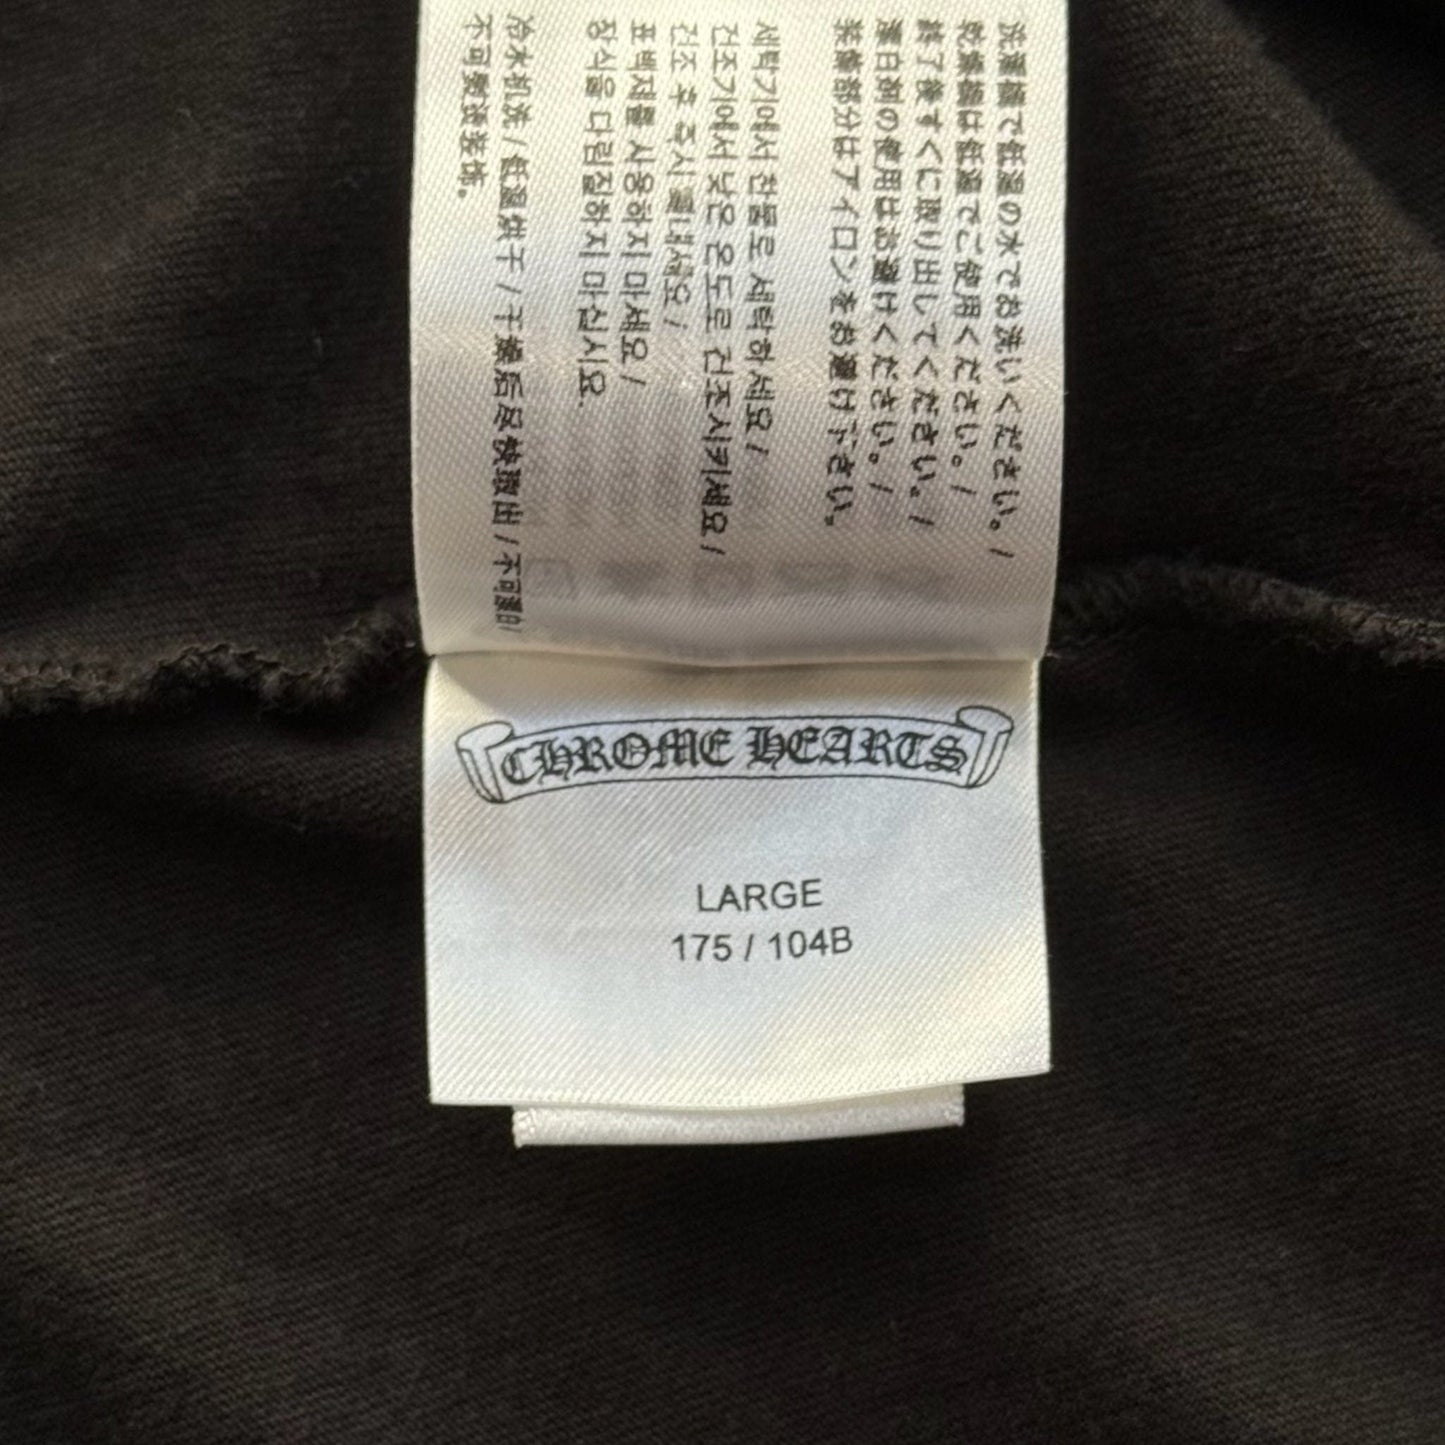 洗濯機で低温の水でお洗いください。/
乾燥機は低温でご使用ください。/
終了後すぐに取り出してください。/
漂白剤の使用はお避けください。/
装飾部分はアイロンをお避け下さい。
세탁기에서 찬물로 세탁하세요/
건조기에서 낮은 온도로 건조시키세요/
건조 후 즉시 꺼내세요/
표백제를 사용하지 마세요/
장식을 다림질하지 마십시오.
冷水机洗/低温烘干/干燥后尽快取出/不可漂白/
不可熨烫装饰。
CHROME HEARTS
LARGE
175 / 104B